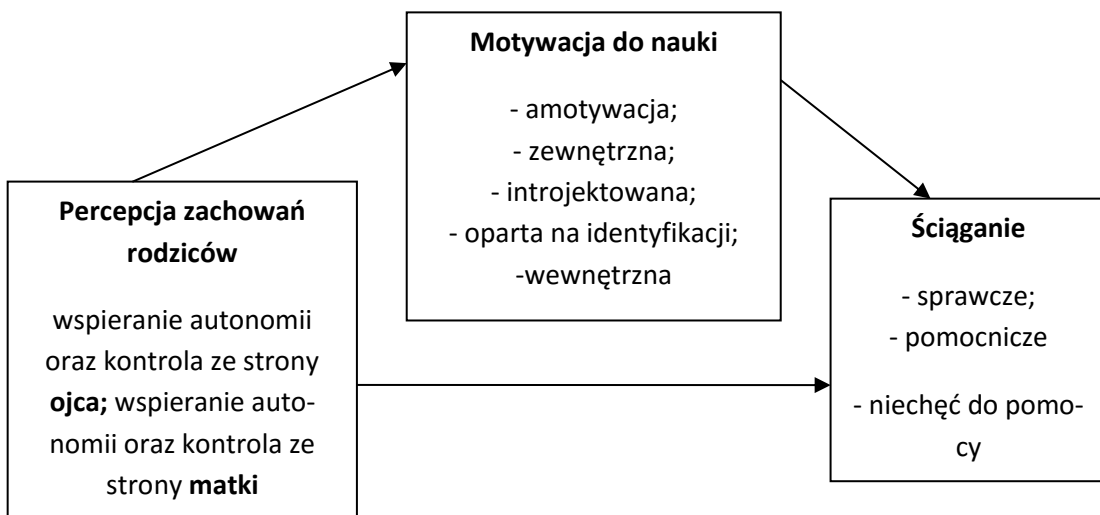 Motywacja do nauki
- amotywacja;
- zewnętrzna;
- introjektowana;
- oparta na identyfikacji;
-wewnętrzna
Percepcja zachowań
rodziców
wspieranie autonomii
oraz kontrola ze strony
ojca; wspieranie auto-
nomii oraz kontrola ze
strony matki
Ściąganie
- sprawcze;
- pomocnicze
- niechęć do pomo-
cy